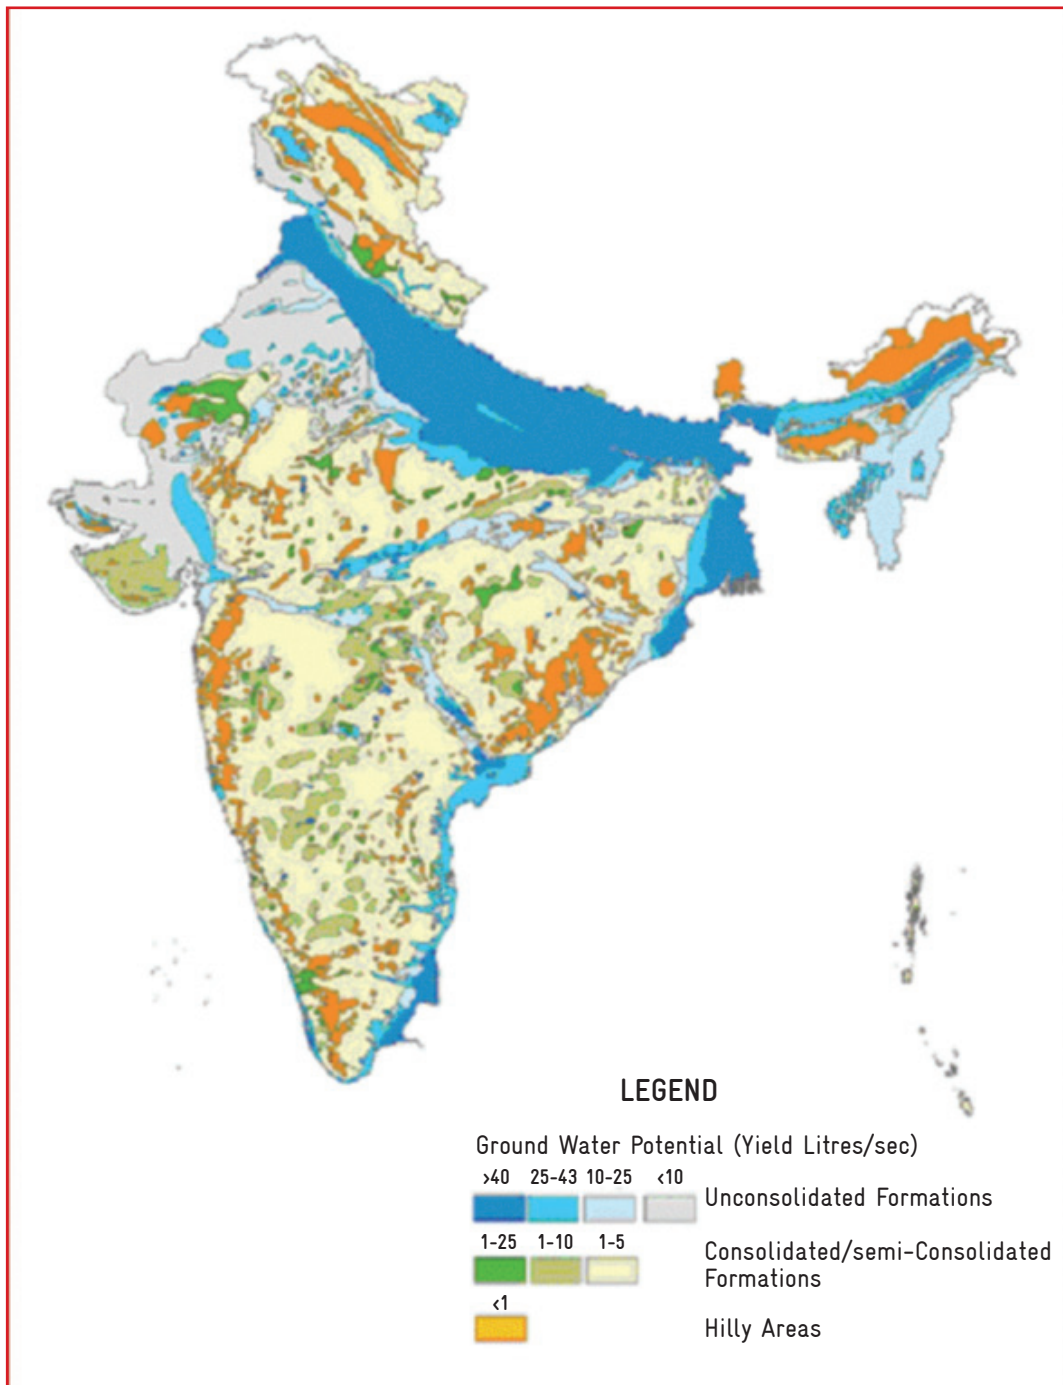 LEGEND
Ground Water Potential (Yield Litres/sec)
>40 25-43 10-25 <10
Unconsolidated Formations
1-25 1-10 1-5
Consolidated/semi-Consolidated
Formations
<1
Hilly Areas